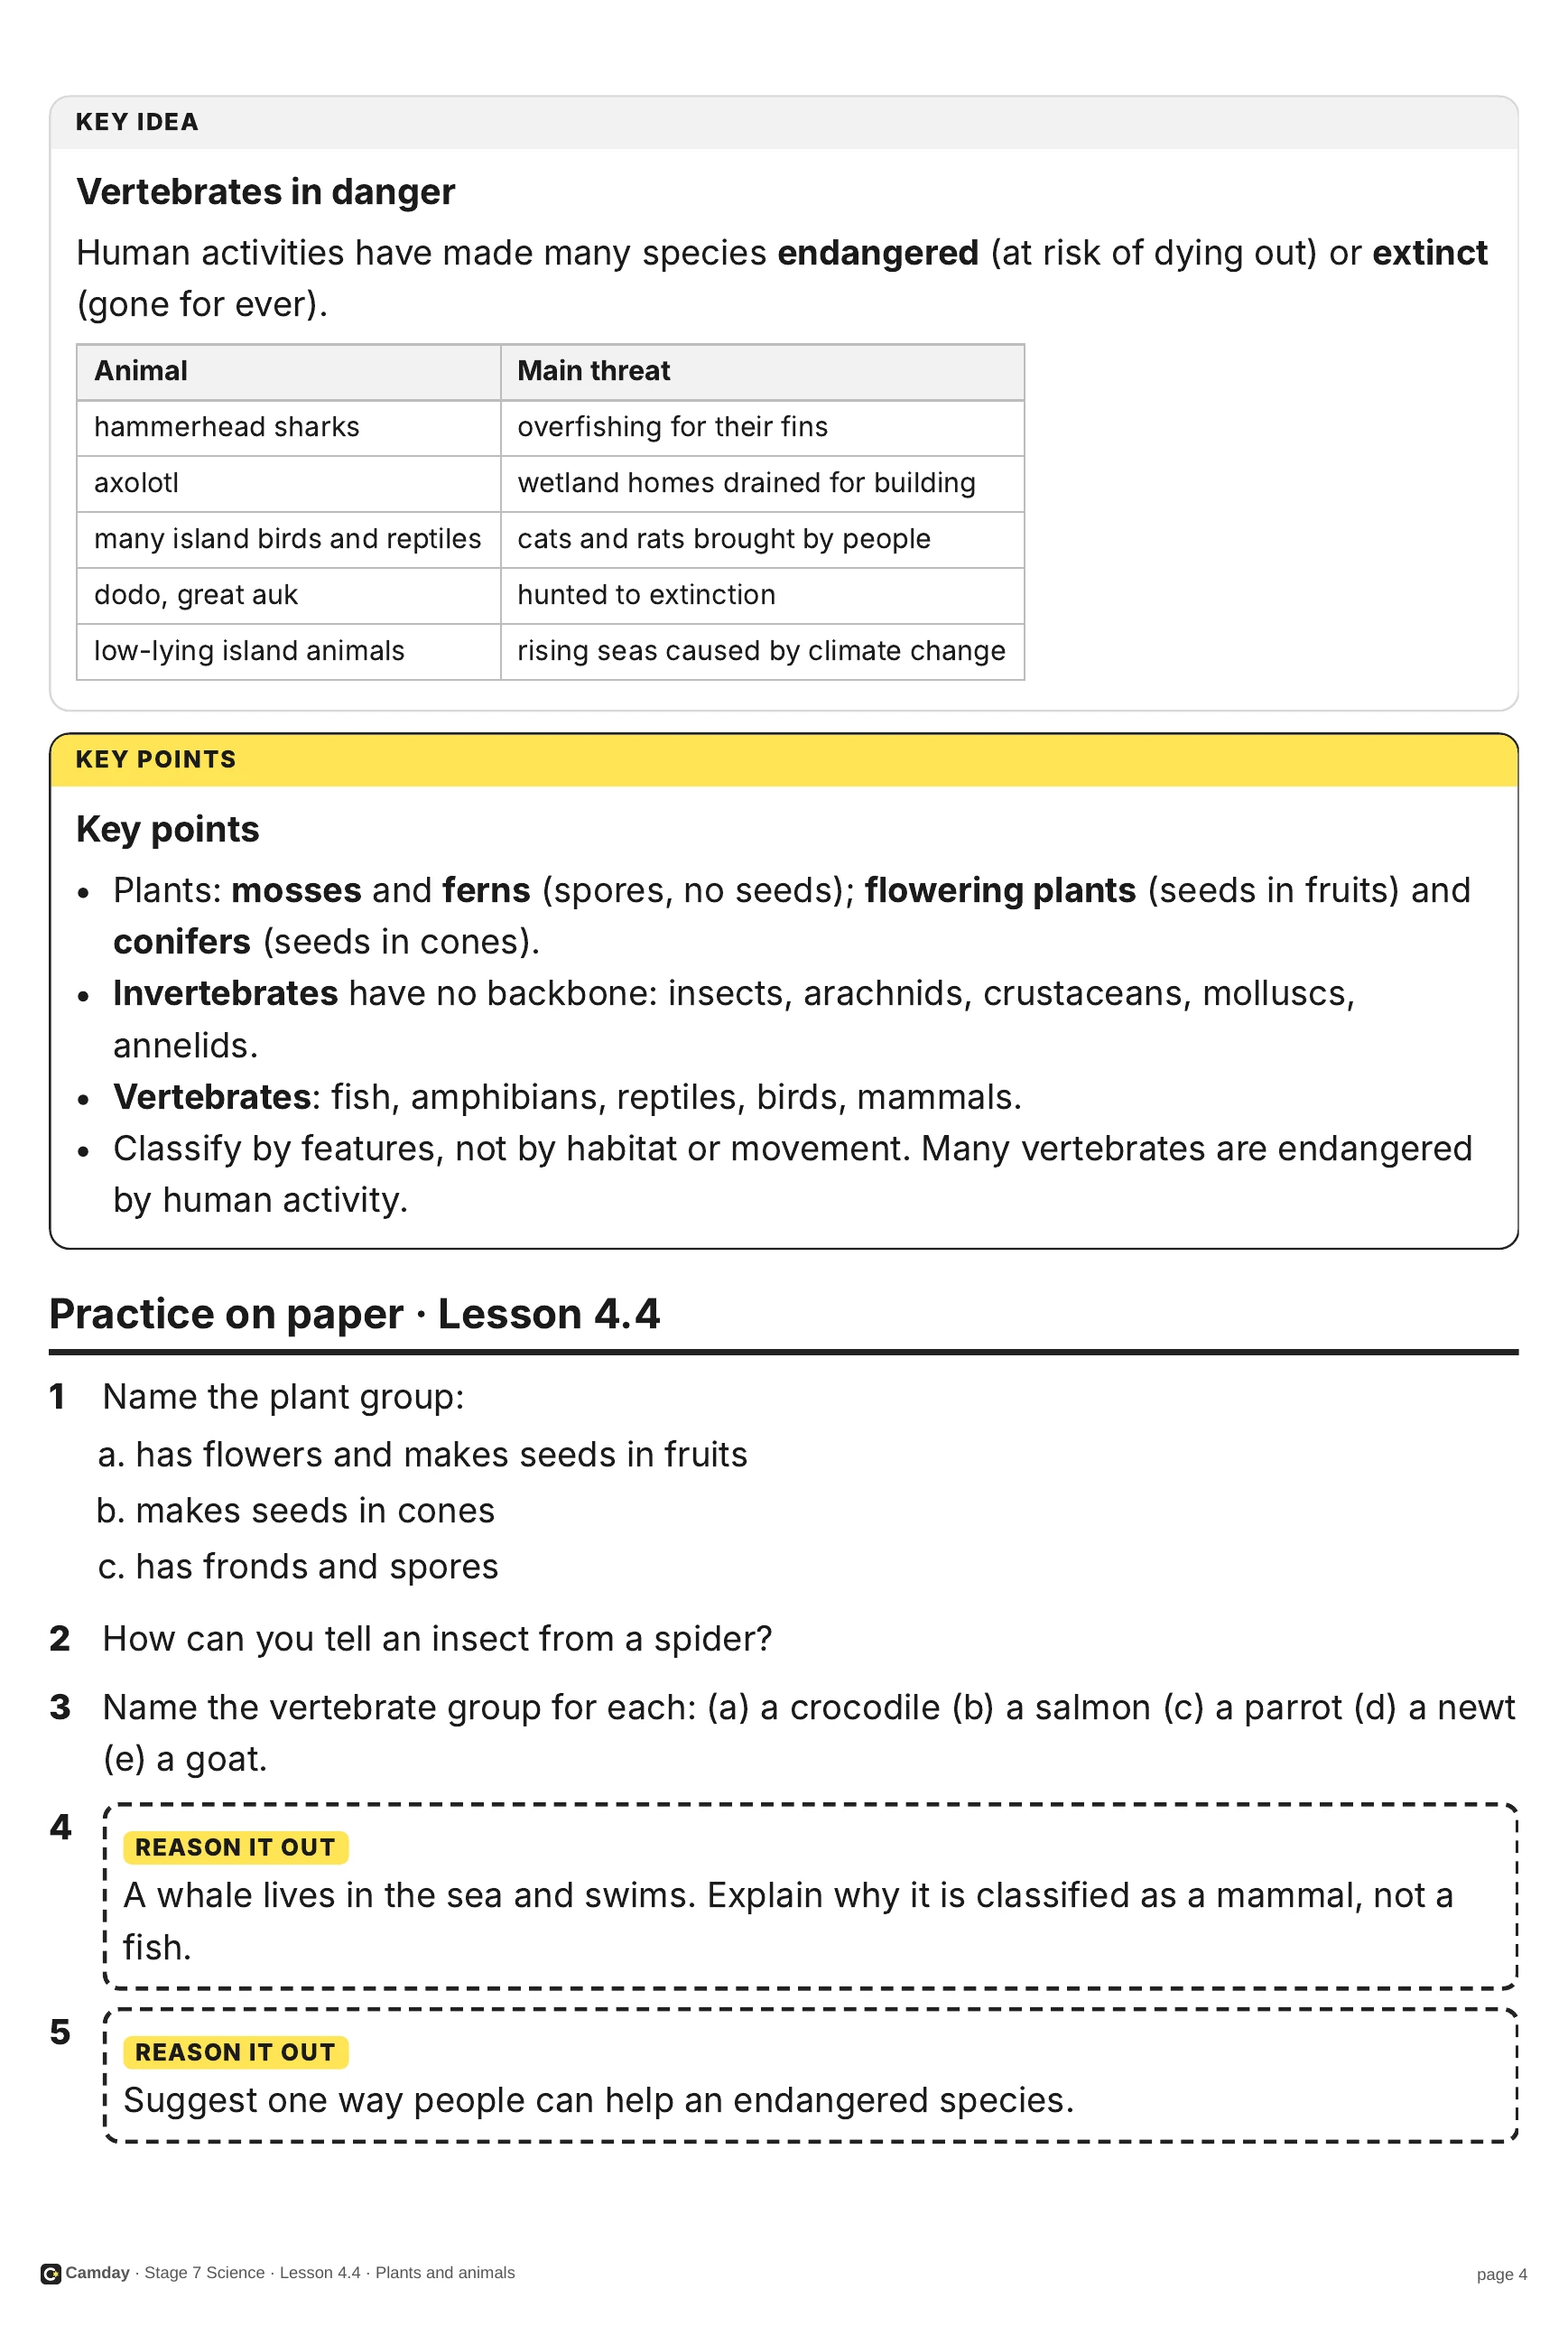 KEY IDEA
Vertebrates in danger
Human activities have made many species endangered (at risk of dying out) or extinct
(gone for ever).
Animal Main threat
hammerhead sharks overfishing for their fins
axolotl wetland homes drained for building
many island birds and reptiles cats and rats brought by people
dodo, great auk hunted to extinction
low-lying island animals rising seas caused by climate change
KEY POINTS
Key points
• Plants: mosses and ferns (spores, no seeds); flowering plants (seeds in fruits) and
conifers (seeds in cones).
• Invertebrates have no backbone: insects, arachnids, crustaceans, molluscs,
annelids.
• Vertebrates: fish, amphibians, reptiles, birds, mammals.
• Classify by features, not by habitat or movement. Many vertebrates are endangered
by human activity.
Practice on paper · Lesson 4.4
1 Name the plant group:
a. has flowers and makes seeds in fruits
b. makes seeds in cones
c. has fronds and spores
2 How can you tell an insect from a spider?
3 Name the vertebrate group for each: (a) a crocodile (b) a salmon (c) a parrot (d) a newt
(e) a goat.
4 REASON IT OUT
A whale lives in the sea and swims. Explain why it is classified as a mammal, not a
fish.
5 REASON IT OUT
Suggest one way people can help an endangered species.
Camday · Stage 7 Science · Lesson 4.4 · Plants and animals page 4